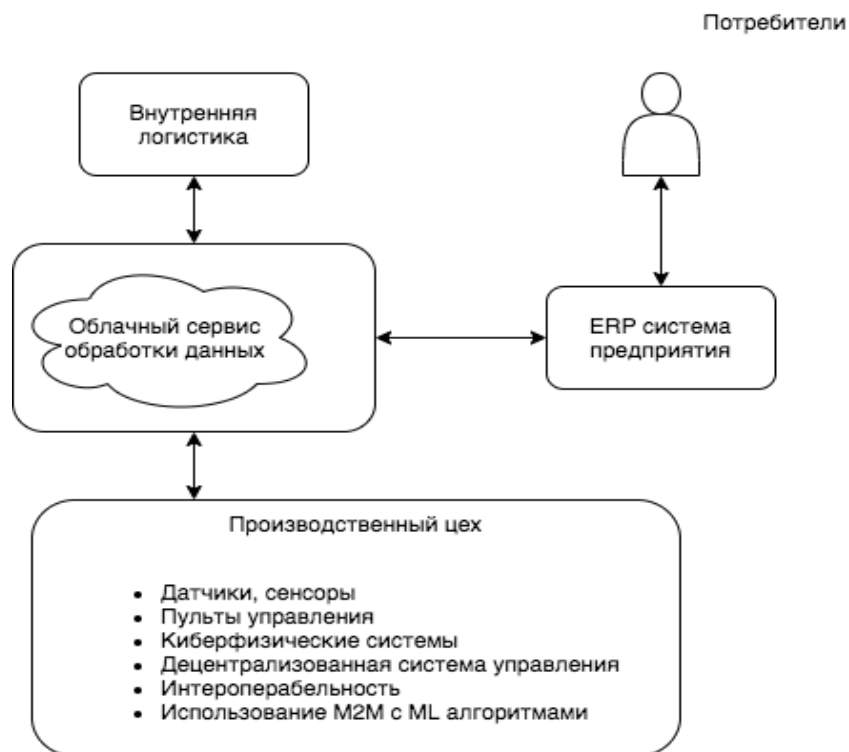 Потребители
Внутренняя
логистика
Облачный сервис
обработки данных
ERP система
предприятия
Производственный цех
• Датчики, сенсоры
• Пульты управления
• Киберфизические системы
• Децентрализованная система управления
• Интероперабельность
• Использование M2M с ML алгоритмами